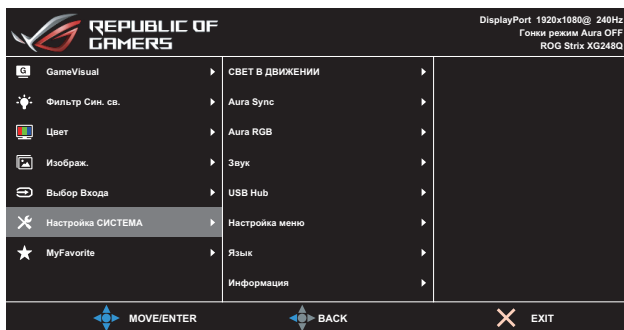 REPUBLIC OF
GAMERS
DisplayPort 1920x1080@ 240Hz
Гонки режим Aura OFF
ROG Strix XG248Q
G
GameVisual
Фильтр Син. св.
Цвет
Изображ.
Выбор Входа
Настройка СИСТЕМА
MyFavorite
СВЕТ В ДВИЖЕНИИ
Aura Sync
Aura RGB
Звук
USB Hub
Настройка меню
Язык
Информация
MOVE/ENTER
BACK
EXIT